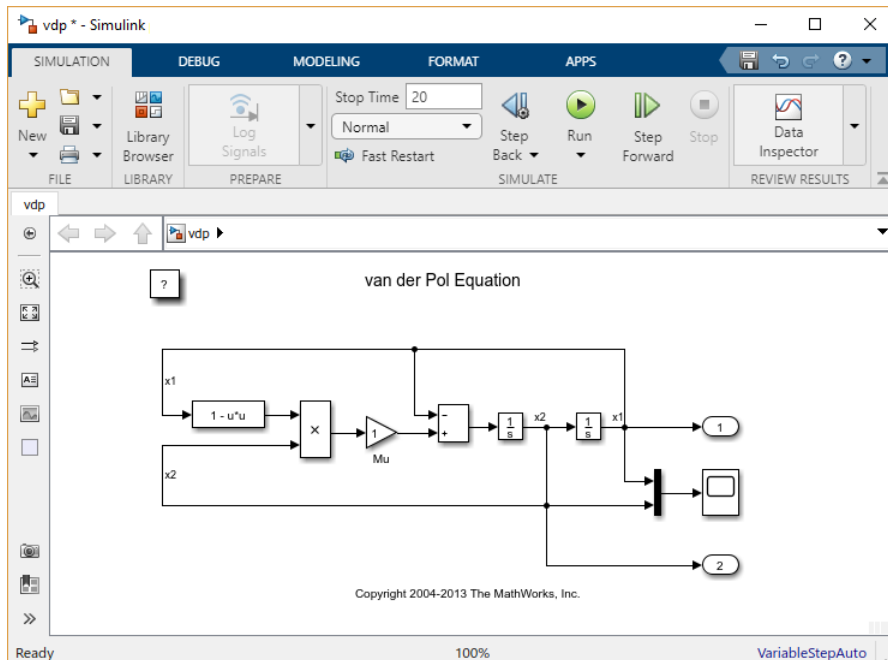 vdp * - Simulink
SIMULATION DEBUG MODELING FORMAT APPS
?
New
Library Browser
Log Signals
Stop Time 20
Normal
Fast Restart
Step Back
Run
Step Forward
Stop
Data Inspector
FILE LIBRARY PREPARE SIMULATE REVIEW RESULTS
vdp
vdp
?
van der Pol Equation
x1
1 - u*u
×
1
Mu
−
+
1
s
x2
1
s
x1
1
x2
2
Copyright 2004-2013 The MathWorks, Inc.
Ready 100% VariableStepAuto